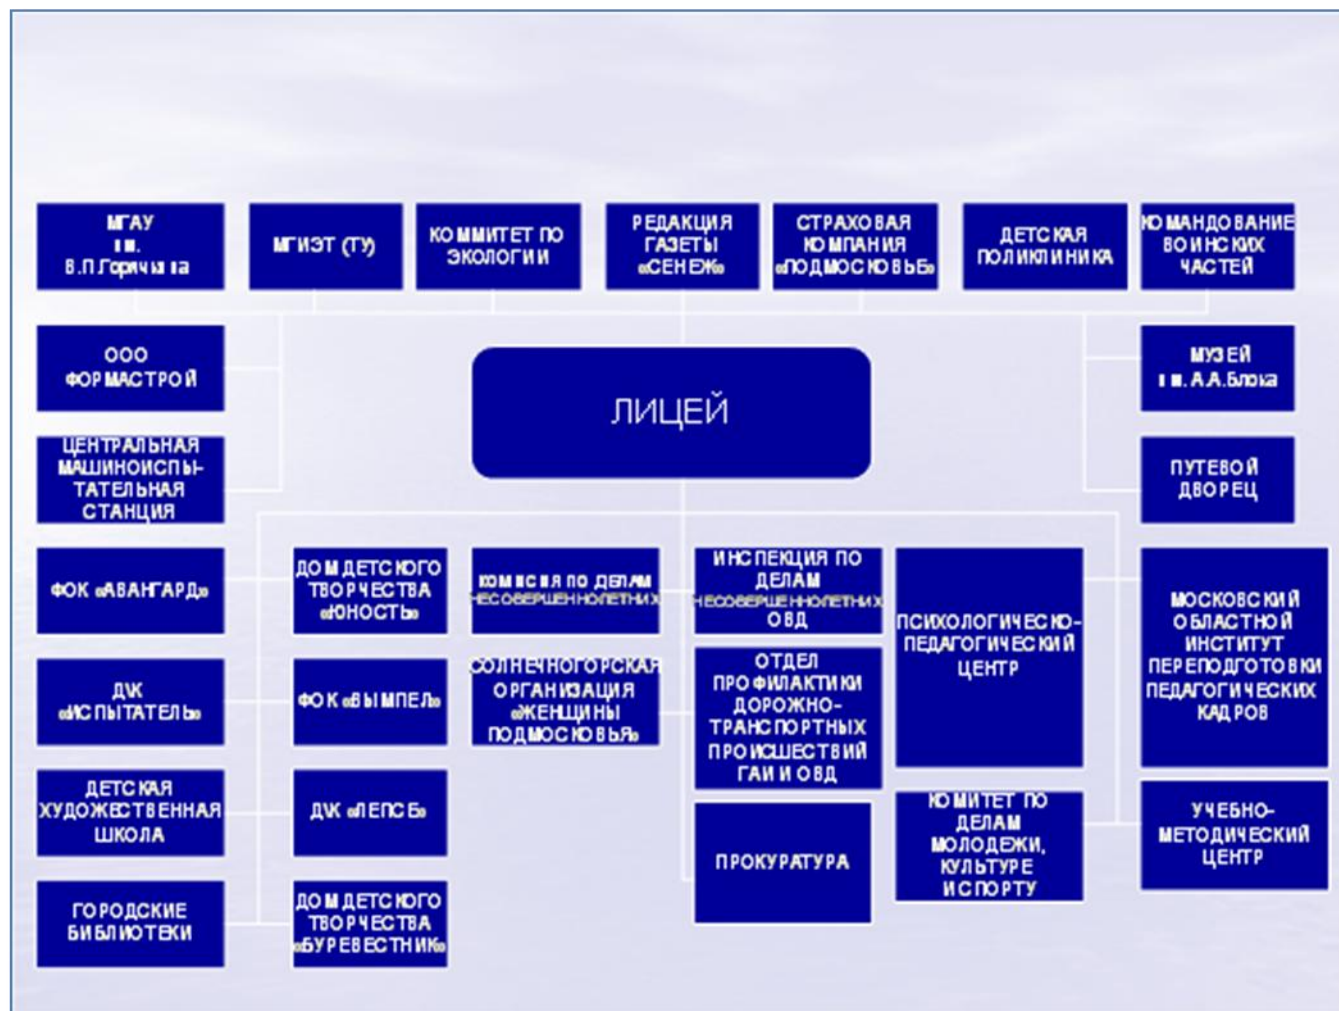 МГАУ
им.
В.П.Горячкина
МГИЭТ (ТУ)
КОММИТЕТ ПО
ЭКОЛОГИИ
РЕДАКЦИЯ
ГАЗЕТЫ
«СЕНЕЖ»
СТРАХОВАЯ
КОМПАНИЯ
«ПОДМОСКОВЬЕ»
ДЕТСКАЯ
ПОЛИКЛИНИКА
КОМАНДОВАНИЕ
ВОИНСКИХ
ЧАСТЕЙ
ООО
ФОРМАСТРОЙ
ЛИЦЕЙ
МУЗЕЙ
им. А.А.Блока
ЦЕНТРАЛЬНАЯ
МАШИНОИСПЫ-
ТАТЕЛЬНАЯ
СТАНЦИЯ
ПУТЕВОЙ
ДВОРЕЦ
ФОК «АВАНГАРД»
ДОМ ДЕТСКОГО
ТВОРЧЕСТВА
«ЮНОСТЬ»
КОМИСИЯ ПО ДЕЛАМ
НЕСОВЕРШЕННОЛЕТНИХ
ИНСПЕКЦИЯ ПО
ДЕЛАМ
НЕСОВЕРШЕННОЛЕТНИХ
ОВД
ПСИХОЛОГИЧЕСКО-
ПЕДАГОГИЧЕСКИЙ
ЦЕНТР
МОСКОВСКИЙ
ОБЛАСТНОЙ
ИНСТИТУТ
ПЕРЕПОДГОТОВКИ
ПЕДАГОГИЧЕСКИХ
КАДРОВ
ДК
«ИСПЫТАТЕЛЬ»
ФОК «ВЫМПЕЛ»
СОЛНЕЧНОГОРСКАЯ
ОРГАНИЗАЦИЯ
«ЖЕНЩИНЫ
ПОДМОСКОВЬЯ»
ОТДЕЛ
ПРОФИЛАКТИКИ
ДОРОЖНО-
ТРАНСПОРТНЫХ
ПРОИСШЕСТВИЙ
ГАИ И ОВД
ДЕТСКАЯ
ХУДОЖЕСТВЕННАЯ
ШКОЛА
ДК «ЛЕПСЕ»
ПРОКУРАТУРА
КОМИТЕТ ПО
ДЕЛАМ
МОЛОДЕЖИ,
КУЛЬТУРЕ
И СПОРТУ
УЧЕБНО-
МЕТОДИЧЕСКИЙ
ЦЕНТР
ГОРОДСКИЕ
БИБЛИОТЕКИ
ДОМ ДЕТСКОГО
ТВОРЧЕСТВА
«БУРЕВЕСТНИК»